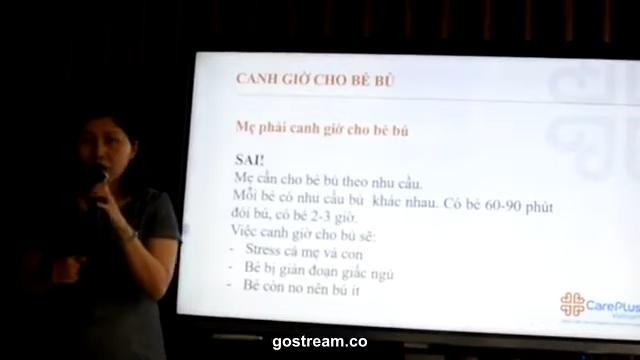 CANH GIỜ CHO BÉ BÚ
Mẹ phải canh giờ cho bé bú
SAI!
Mẹ cần cho bé bú theo nhu cầu.
Mỗi bé có nhu cầu bú khác nhau. Có bé 60-90 phút
đòi bú, có bé 2-3 giờ.
Việc canh giờ cho bú sẽ:
- Stress cả mẹ và con
- Bé bị gián đoạn giấc ngủ
- Bé còn no nên bú ít
CarePlus
gostream.co